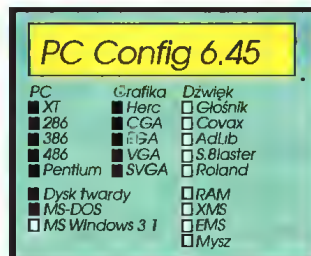 PC Config 6.45
PC Grafika Dźwięk
XT Herc Głośnik
286 CGA Covax
386 EGA AdLib
486 VGA S.Blaster
Pentium SVGA Roland
Dysk twardy RAM
MS-DOS XMS
MS Windows 3 1 EMS
Mysz